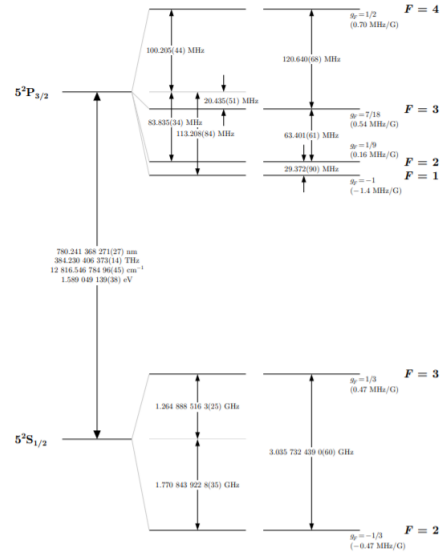 g_F = 1/2
(0.70 MHz/G)
F = 4
100.205(44) MHz
120.640(68) MHz
5²P₃/₂
20.435(51) MHz
g_F = 7/18
(0.54 MHz/G)
F = 3
83.835(34) MHz
113.208(84) MHz
63.401(61) MHz
g_F = 1/9
(0.16 MHz/G)
F = 2
29.372(90) MHz
F = 1
g_F = −1
(−1.4 MHz/G)
780.241 368 271(27) nm
384.230 406 373(14) THz
12 816.546 784 96(45) cm⁻¹
1.589 049 139(38) eV
F = 3
g_F = 1/3
(0.47 MHz/G)
1.264 888 516 3(25) GHz
5²S₁/₂
3.035 732 439 0(60) GHz
1.770 843 922 8(35) GHz
F = 2
g_F = −1/3
(−0.47 MHz/G)